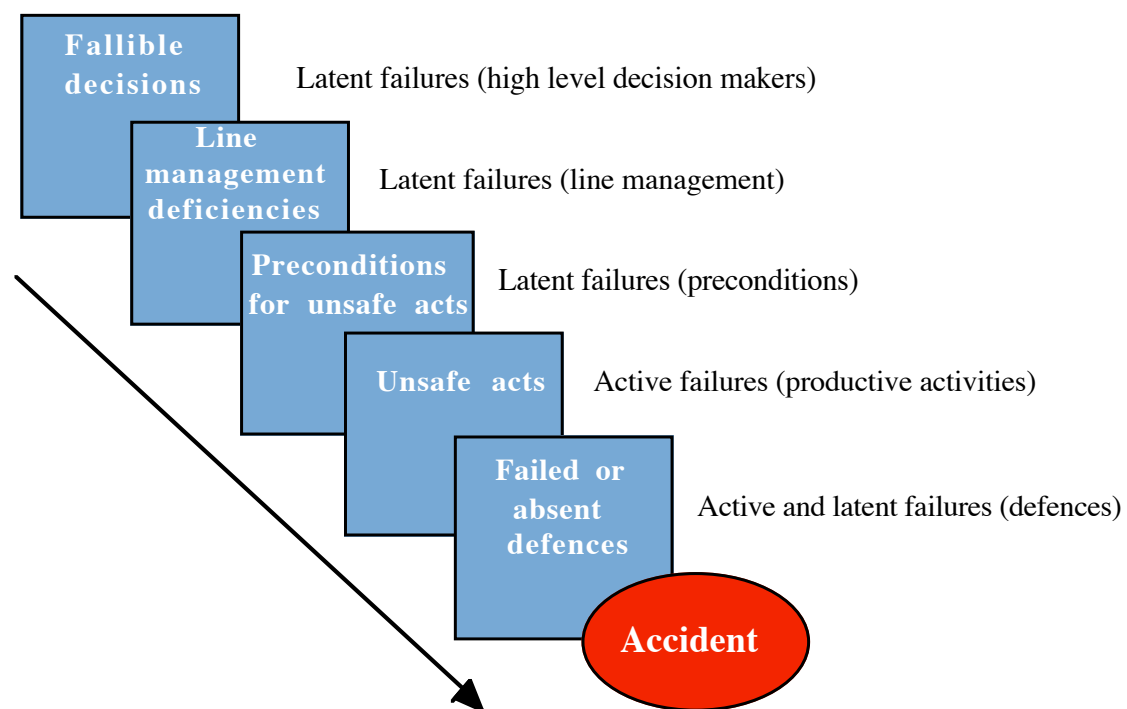 Fallible
decisions
Latent failures (high level decision makers)
Line
management
deficiencies
Latent failures (line management)
Preconditions
for unsafe acts
Latent failures (preconditions)
Unsafe acts
Active failures (productive activities)
Failed or
absent
defences
Active and latent failures (defences)
Accident